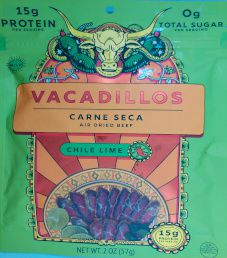 15g
PROTEIN
PER SERVING
0g
TOTAL SUGAR
PER SERVING
VACADILLOS
CARNE SECA
AIR DRIED BEEF
CHILE LIME
15g
PROTEIN
NET WT. 2 OZ (57g)